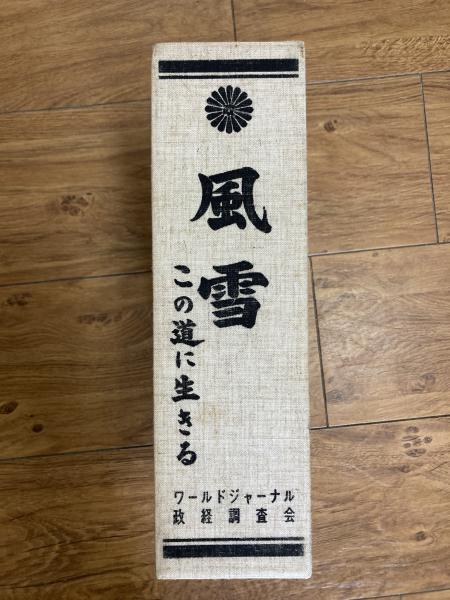 風雪
この道に生きる
ワールドジャーナル
政経調査会